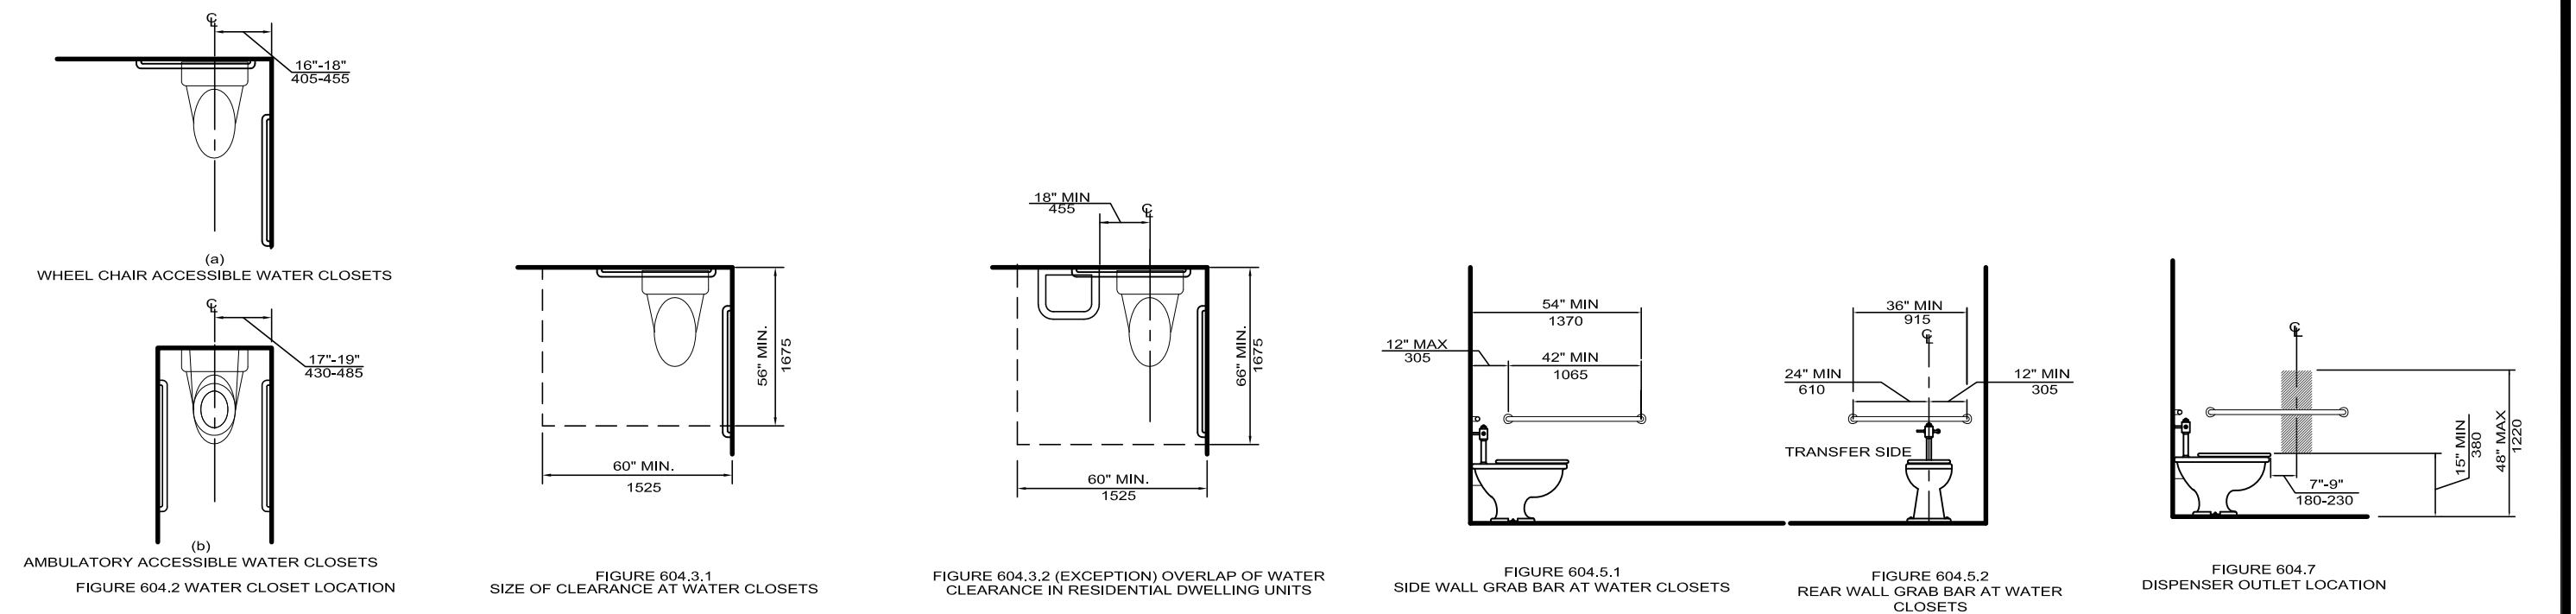 ℄
16"-18"
405-455
(a)
WHEEL CHAIR ACCESSIBLE WATER CLOSETS
℄
17"-19"
430-485
(b)
AMBULATORY ACCESSIBLE WATER CLOSETS
FIGURE 604.2 WATER CLOSET LOCATION
56" MIN.
1675
60" MIN.
1525
FIGURE 604.3.1
SIZE OF CLEARANCE AT WATER CLOSETS
18" MIN
455
℄
66" MIN.
1675
60" MIN.
1525
FIGURE 604.3.2 (EXCEPTION) OVERLAP OF WATER
CLEARANCE IN RESIDENTIAL DWELLING UNITS
54" MIN
1370
12" MAX
305
42" MIN
1065
FIGURE 604.5.1
SIDE WALL GRAB BAR AT WATER CLOSETS
36" MIN
915
℄
24" MIN
610
12" MIN
305
TRANSFER SIDE
FIGURE 604.5.2
REAR WALL GRAB BAR AT WATER
CLOSETS
℄
15" MIN
380
48" MAX
1220
7"-9"
180-230
FIGURE 604.7
DISPENSER OUTLET LOCATION